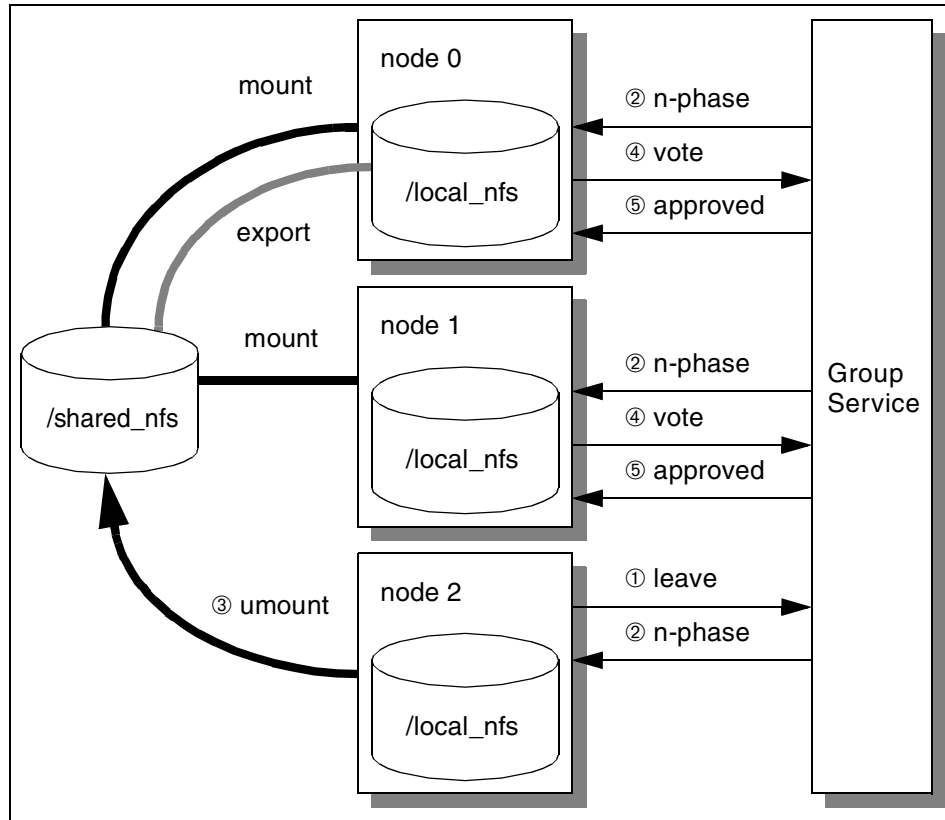 node 0
mount
② n-phase
④ vote
/local_nfs
⑤ approved
export
node 1
mount
② n-phase
Group
Service
/shared_nfs
④ vote
/local_nfs
⑤ approved
① leave
node 2
③ umount
② n-phase
/local_nfs